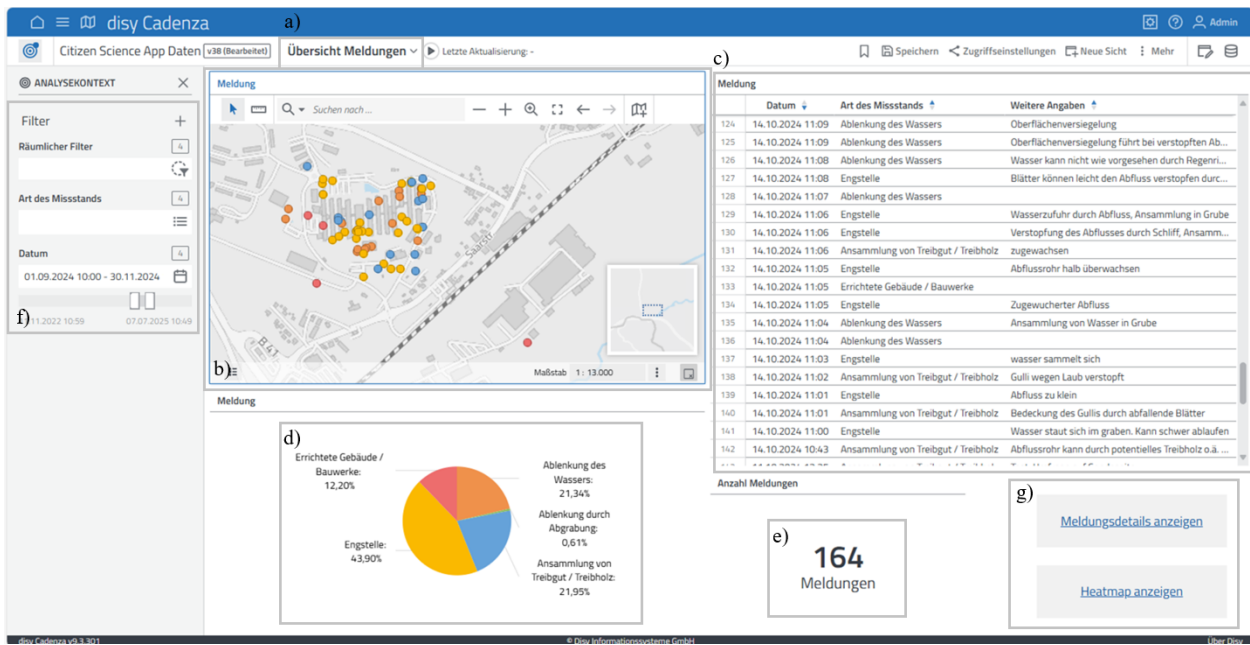 a)
disy Cadenza
Admin
Citizen Science App Daten v38 (Bearbeitet)
Übersicht Meldungen
Letzte Aktualisierung: -
Speichern
Zugriffseinstellungen
Neue Sicht
Mehr
ANALYSEKONTEXT
Filter
Räumlicher Filter 4
Art des Missstands 4
Datum 4
01.09.2024 10:00 - 30.11.2024
f)
11.2022 10:59 07.07.2025 10:49
Meldung
Suchen nach ...
Saarstr
B 41
b)
Maßstab 1 : 13.000
c)
Meldung
Datum Art des Missstands Weitere Angaben
124 14.10.2024 11:09 Ablenkung des Wassers Oberflächenversiegelung
125 14.10.2024 11:09 Ablenkung des Wassers Oberflächenversiegelung führt bei verstopften Ab...
126 14.10.2024 11:08 Ablenkung des Wassers Wasser kann nicht wie vorgesehen durch Regenri...
127 14.10.2024 11:08 Engstelle Blätter können leicht den Abfluss verstopfen durc...
128 14.10.2024 11:07 Ablenkung des Wassers
129 14.10.2024 11:06 Engstelle Wasserzufuhr durch Abfluss, Ansammlung in Grube
130 14.10.2024 11:06 Engstelle Verstopfung des Abflusses durch Schliff, Ansamm...
131 14.10.2024 11:06 Ansammlung von Treibgut / Treibholz zugewachsen
132 14.10.2024 11:05 Engstelle Abflussrohr halb überwachsen
133 14.10.2024 11:05 Errichtete Gebäude / Bauwerke
134 14.10.2024 11:05 Engstelle Zugewucherter Abfluss
135 14.10.2024 11:04 Ablenkung des Wassers Ansammlung von Wasser in Grube
136 14.10.2024 11:04 Ablenkung des Wassers
137 14.10.2024 11:03 Engstelle wasser sammelt sich
138 14.10.2024 11:02 Ansammlung von Treibgut / Treibholz Gulli wegen Laub verstopft
139 14.10.2024 11:01 Engstelle Abfluss zu klein
140 14.10.2024 11:01 Ansammlung von Treibgut / Treibholz Bedeckung des Gullis durch abfallende Blätter
141 14.10.2024 11:00 Engstelle Wasser staut sich im graben. Kann schwer ablaufen
142 14.10.2024 10:43 Ansammlung von Treibgut / Treibholz Abflussrohr kann durch potentielles Treibholz o.ä. ...
Meldung
d)
Errichtete Gebäude /
Bauwerke:
12,20%
Engstelle:
43,90%
Ablenkung des
Wassers:
21,34%
Ablenkung durch
Abgrabung:
0,61%
Ansammlung von
Treibgut / Treibholz:
21,95%
Anzahl Meldungen
e)
164
Meldungen
g)
Meldungsdetails anzeigen
Heatmap anzeigen
disy Cadenza v9.3.301
© Disy Informationssysteme GmbH
Über Disy